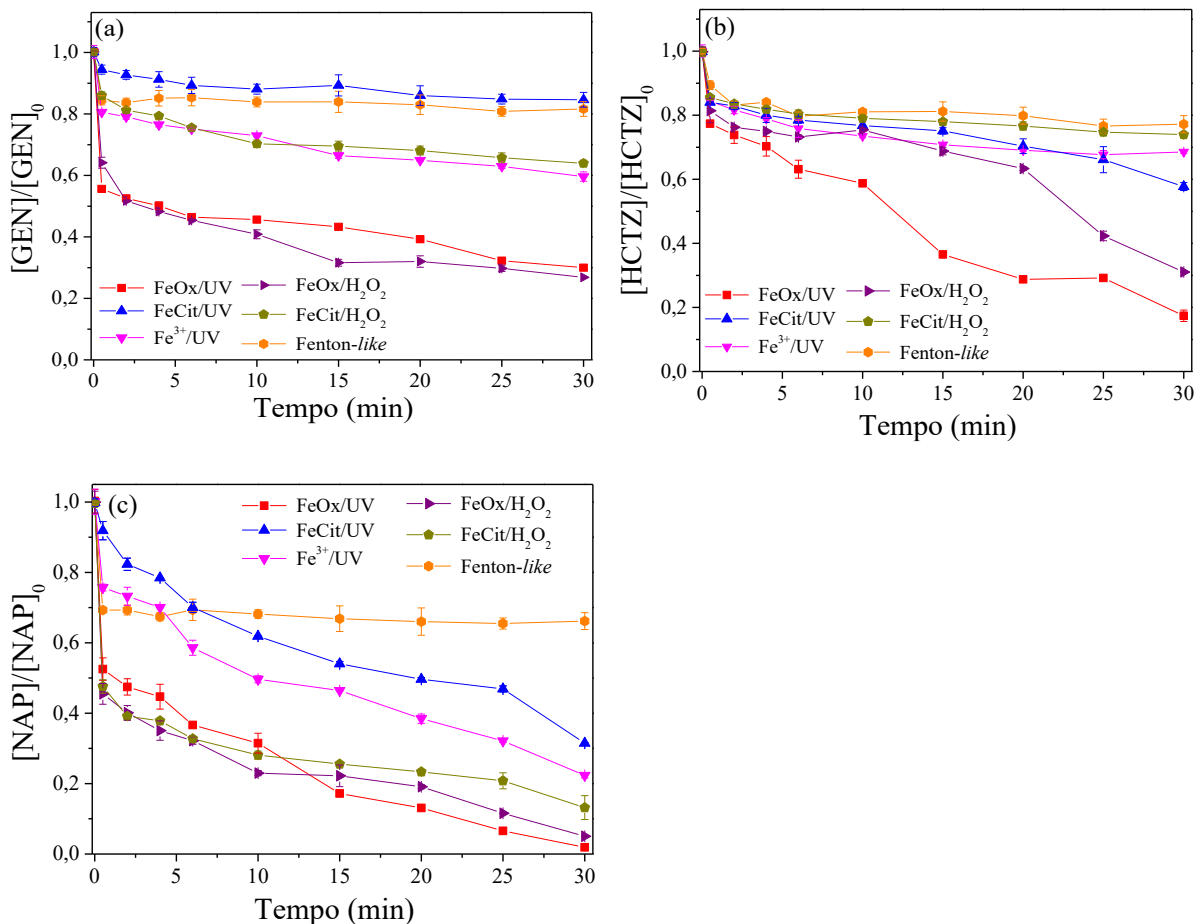 (a)
[GEN]/[GEN]₀
1,0
0,8
0,6
0,4
0,2
0,0
FeOx/UV
FeCit/UV
Fe³⁺/UV
FeOx/H₂O₂
FeCit/H₂O₂
Fenton-like
0 5 10 15 20 25 30
Tempo (min)
(b)
[HCTZ]/[HCTZ]₀
1,0
0,8
0,6
0,4
0,2
0,0
FeOx/UV
FeCit/UV
Fe³⁺/UV
FeOx/H₂O₂
FeCit/H₂O₂
Fenton-like
0 5 10 15 20 25 30
Tempo (min)
(c)
[NAP]/[NAP]₀
1,0
0,8
0,6
0,4
0,2
0,0
FeOx/UV
FeCit/UV
Fe³⁺/UV
FeOx/H₂O₂
FeCit/H₂O₂
Fenton-like
0 5 10 15 20 25 30
Tempo (min)